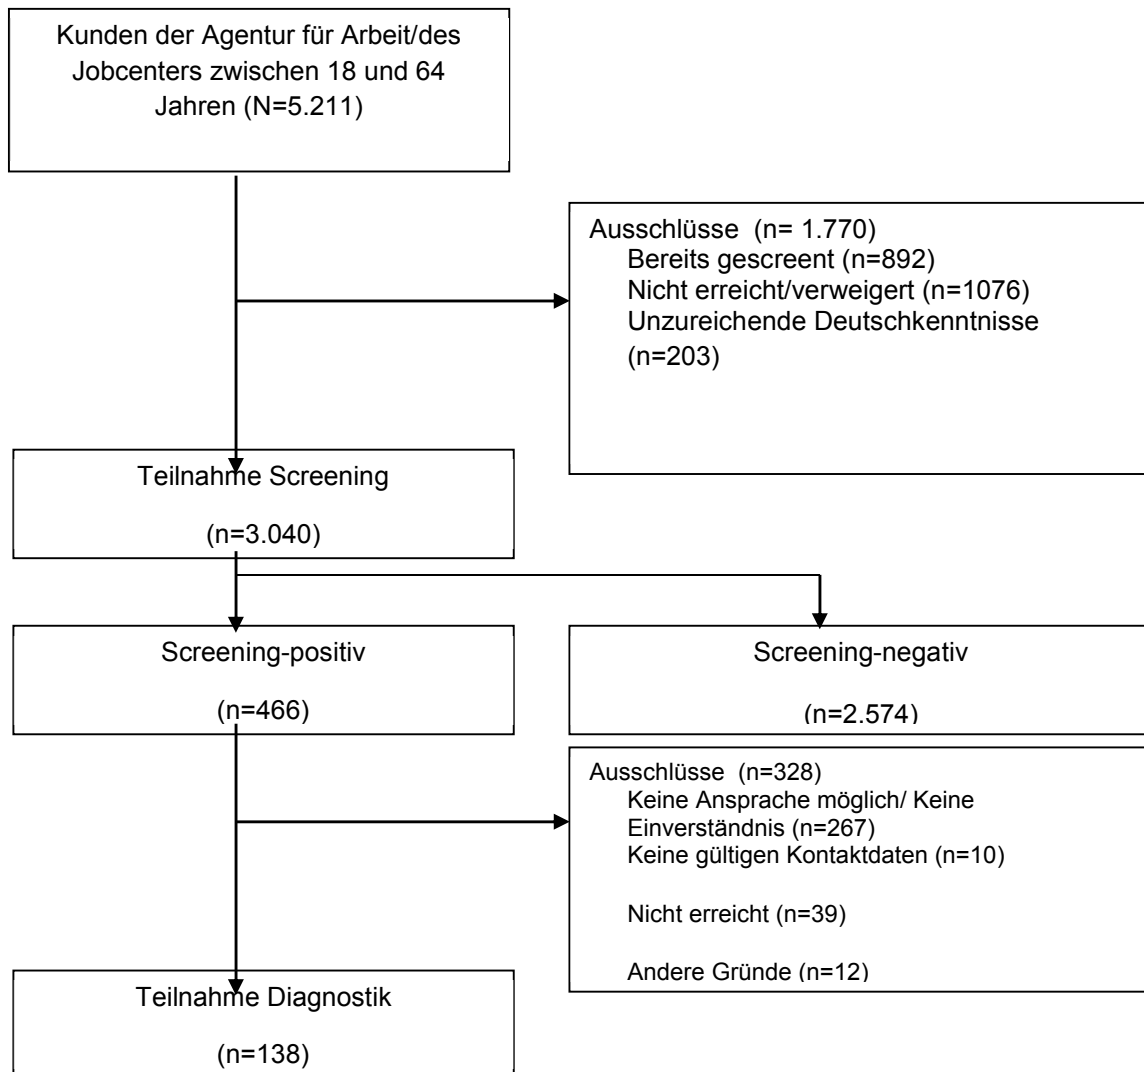 Kunden der Agentur für Arbeit/des
Jobcenters zwischen 18 und 64
Jahren (N=5.211)
Ausschlüsse (n= 1.770)
Bereits gescreent (n=892)
Nicht erreicht/verweigert (n=1076)
Unzureichende Deutschkenntnisse
(n=203)
Teilnahme Screening
(n=3.040)
Screening-positiv
(n=466)
Screening-negativ
(n=2.574)
Ausschlüsse (n=328)
Keine Ansprache möglich/ Keine
Einverständnis (n=267)
Keine gültigen Kontaktdaten (n=10)
Nicht erreicht (n=39)
Andere Gründe (n=12)
Teilnahme Diagnostik
(n=138)